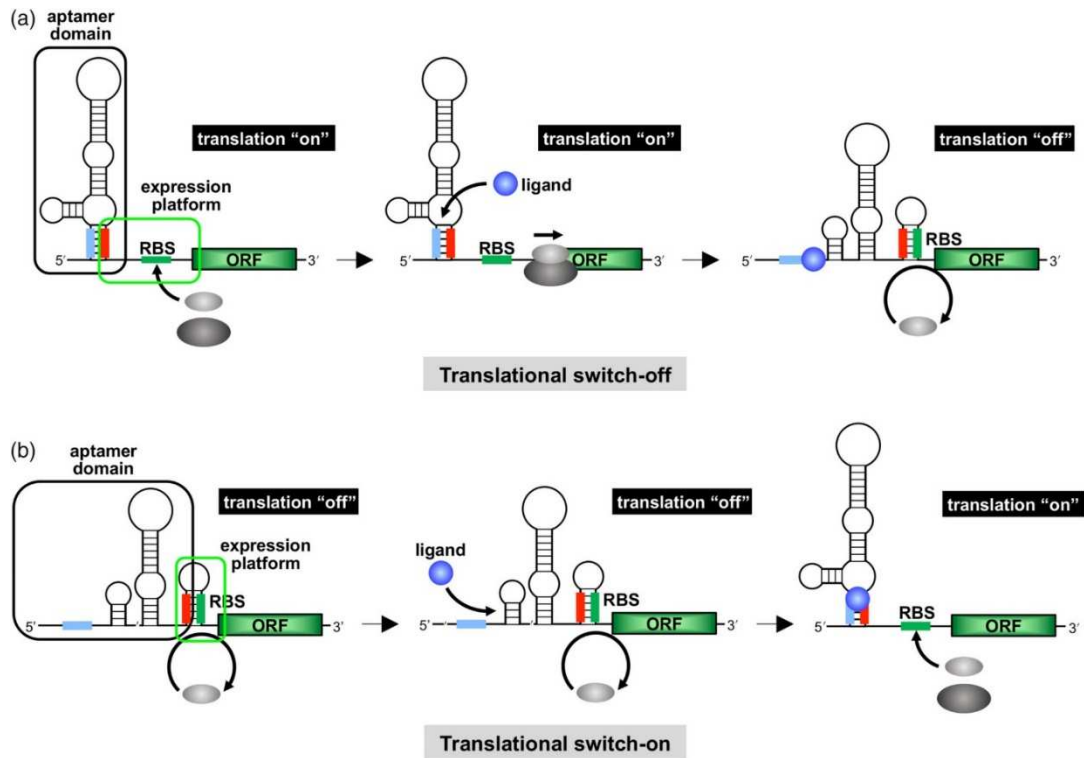 (a)
aptamer
domain
translation "on"
expression
platform
RBS
5′
ORF
3′
translation "on"
ligand
RBS
5′
ORF
3′
translation "off"
RBS
5′
ORF
3′
Translational switch-off
(b)
aptamer
domain
translation "off"
expression
platform
RBS
5′
ORF
3′
translation "off"
ligand
RBS
5′
ORF
3′
translation "on"
RBS
5′
ORF
3′
Translational switch-on